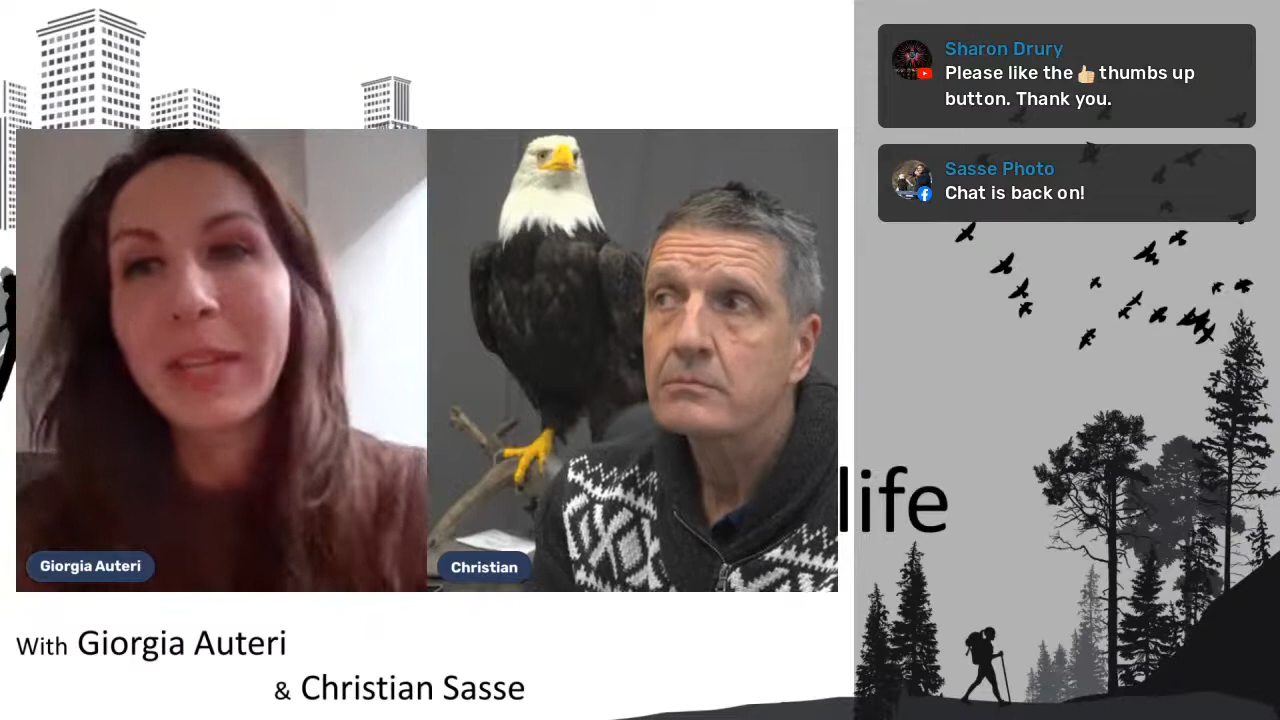 Sharon Drury
Please like the 👍🏼 thumbs up
button. Thank you.
Sasse Photo
Chat is back on!
life
Giorgia Auteri
Christian
With Giorgia Auteri
& Christian Sasse